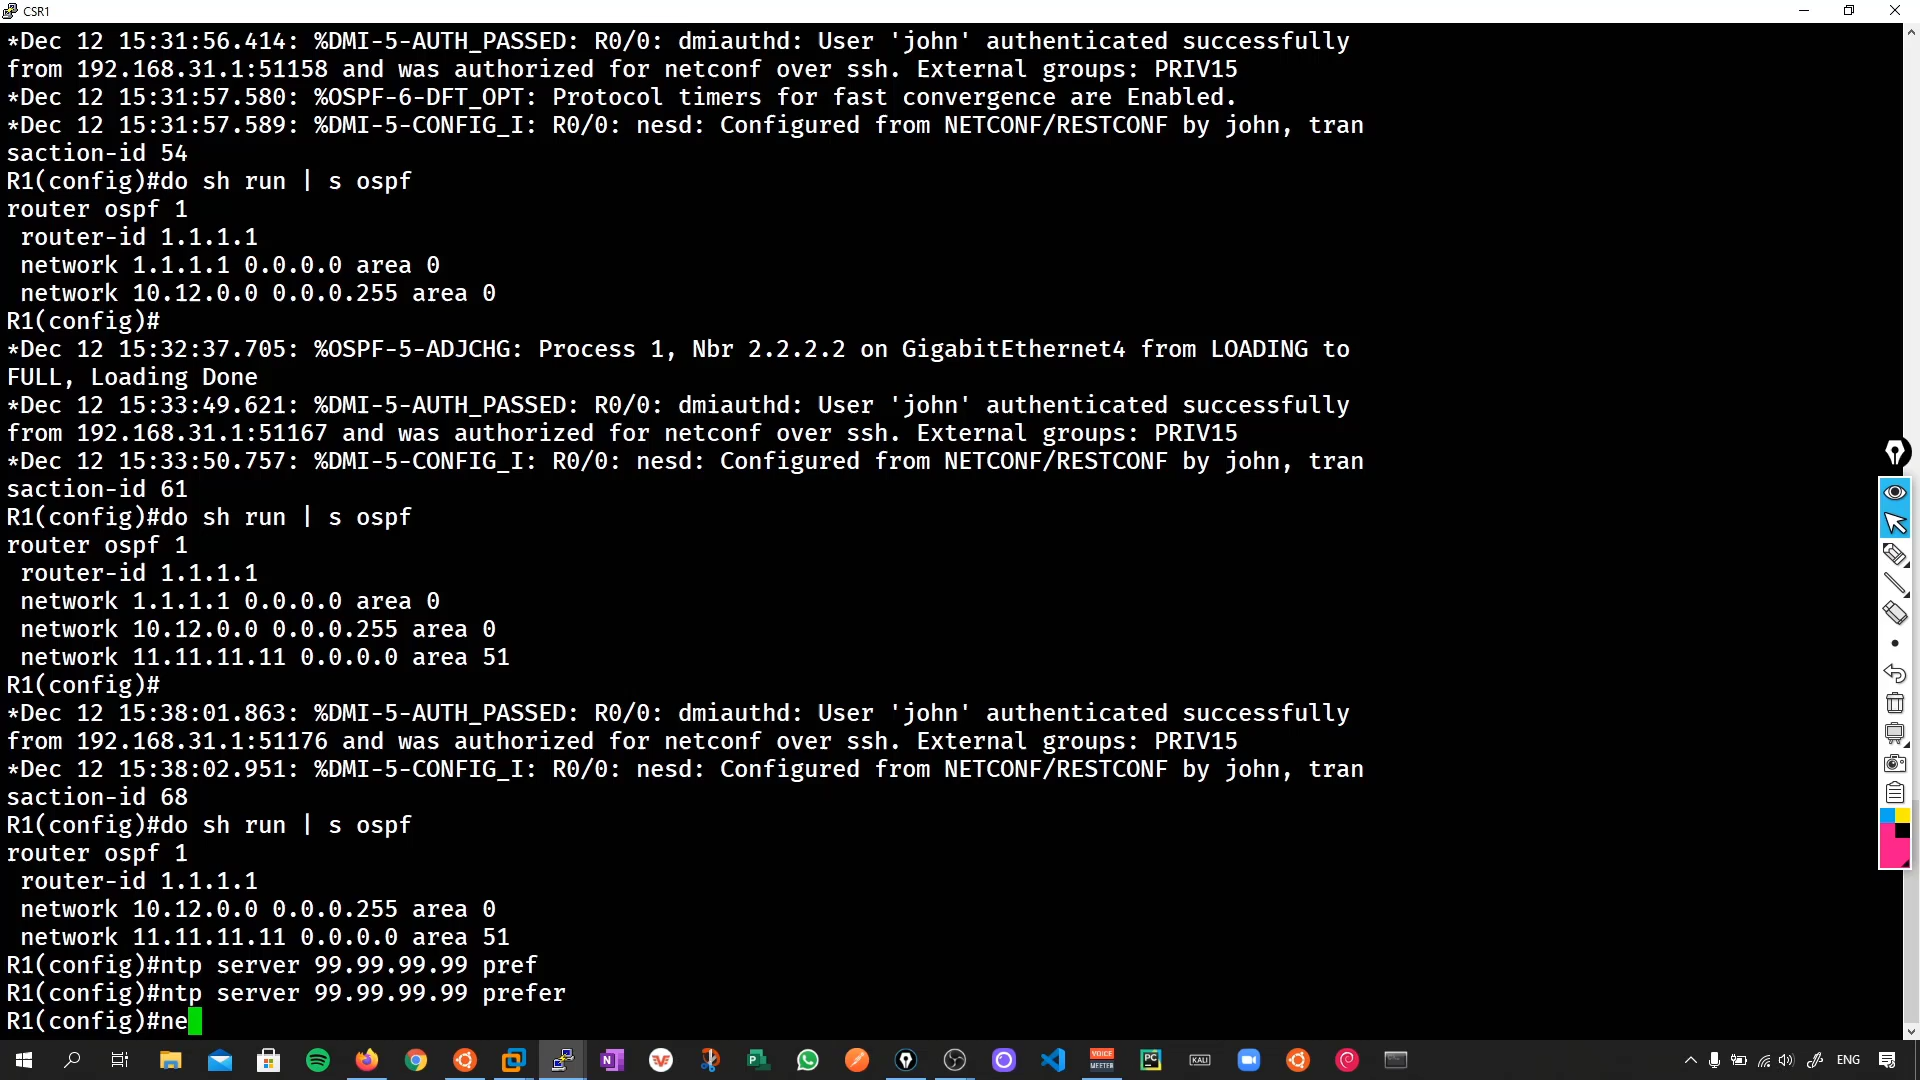 CSR1
*Dec 12 15:31:56.414: %DMI-5-AUTH_PASSED: R0/0: dmiauthd: User 'john' authenticated successfully
from 192.168.31.1:51158 and was authorized for netconf over ssh. External groups: PRIV15
*Dec 12 15:31:57.580: %OSPF-6-DFT_OPT: Protocol timers for fast convergence are Enabled.
*Dec 12 15:31:57.589: %DMI-5-CONFIG_I: R0/0: nesd: Configured from NETCONF/RESTCONF by john, tran
saction-id 54
R1(config)#do sh run | s ospf
router ospf 1
 router-id 1.1.1.1
 network 1.1.1.1 0.0.0.0 area 0
 network 10.12.0.0 0.0.0.255 area 0
R1(config)#
*Dec 12 15:32:37.705: %OSPF-5-ADJCHG: Process 1, Nbr 2.2.2.2 on GigabitEthernet4 from LOADING to
FULL, Loading Done
*Dec 12 15:33:49.621: %DMI-5-AUTH_PASSED: R0/0: dmiauthd: User 'john' authenticated successfully
from 192.168.31.1:51167 and was authorized for netconf over ssh. External groups: PRIV15
*Dec 12 15:33:50.757: %DMI-5-CONFIG_I: R0/0: nesd: Configured from NETCONF/RESTCONF by john, tran
saction-id 61
R1(config)#do sh run | s ospf
router ospf 1
 router-id 1.1.1.1
 network 1.1.1.1 0.0.0.0 area 0
 network 10.12.0.0 0.0.0.255 area 0
 network 11.11.11.11 0.0.0.0 area 51
R1(config)#
*Dec 12 15:38:01.863: %DMI-5-AUTH_PASSED: R0/0: dmiauthd: User 'john' authenticated successfully
from 192.168.31.1:51176 and was authorized for netconf over ssh. External groups: PRIV15
*Dec 12 15:38:02.951: %DMI-5-CONFIG_I: R0/0: nesd: Configured from NETCONF/RESTCONF by john, tran
saction-id 68
R1(config)#do sh run | s ospf
router ospf 1
 router-id 1.1.1.1
 network 10.12.0.0 0.0.0.255 area 0
 network 11.11.11.11 0.0.0.0 area 51
R1(config)#ntp server 99.99.99.99 pref
R1(config)#ntp server 99.99.99.99 prefer
R1(config)#ne
VOICE
MEETER
PC
KALI
ENG